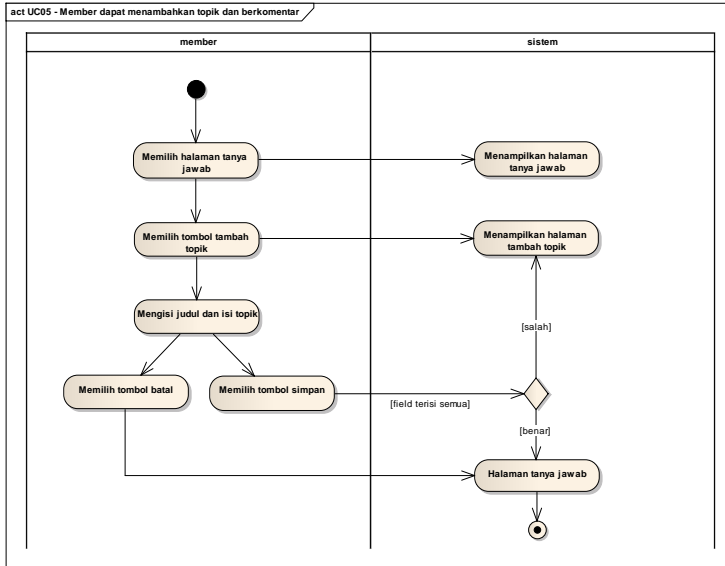 act UC05 - Member dapat menambahkan topik dan berkomentar
member
sistem
Memilih halaman tanya
jawab
Menampilkan halaman
tanya jawab
Memilih tombol tambah
topik
Menampilkan halaman
tambah topik
Mengisi judul dan isi topik
[salah]
Memilih tombol batal
Memilih tombol simpan
[field terisi semua]
[benar]
Halaman tanya jawab